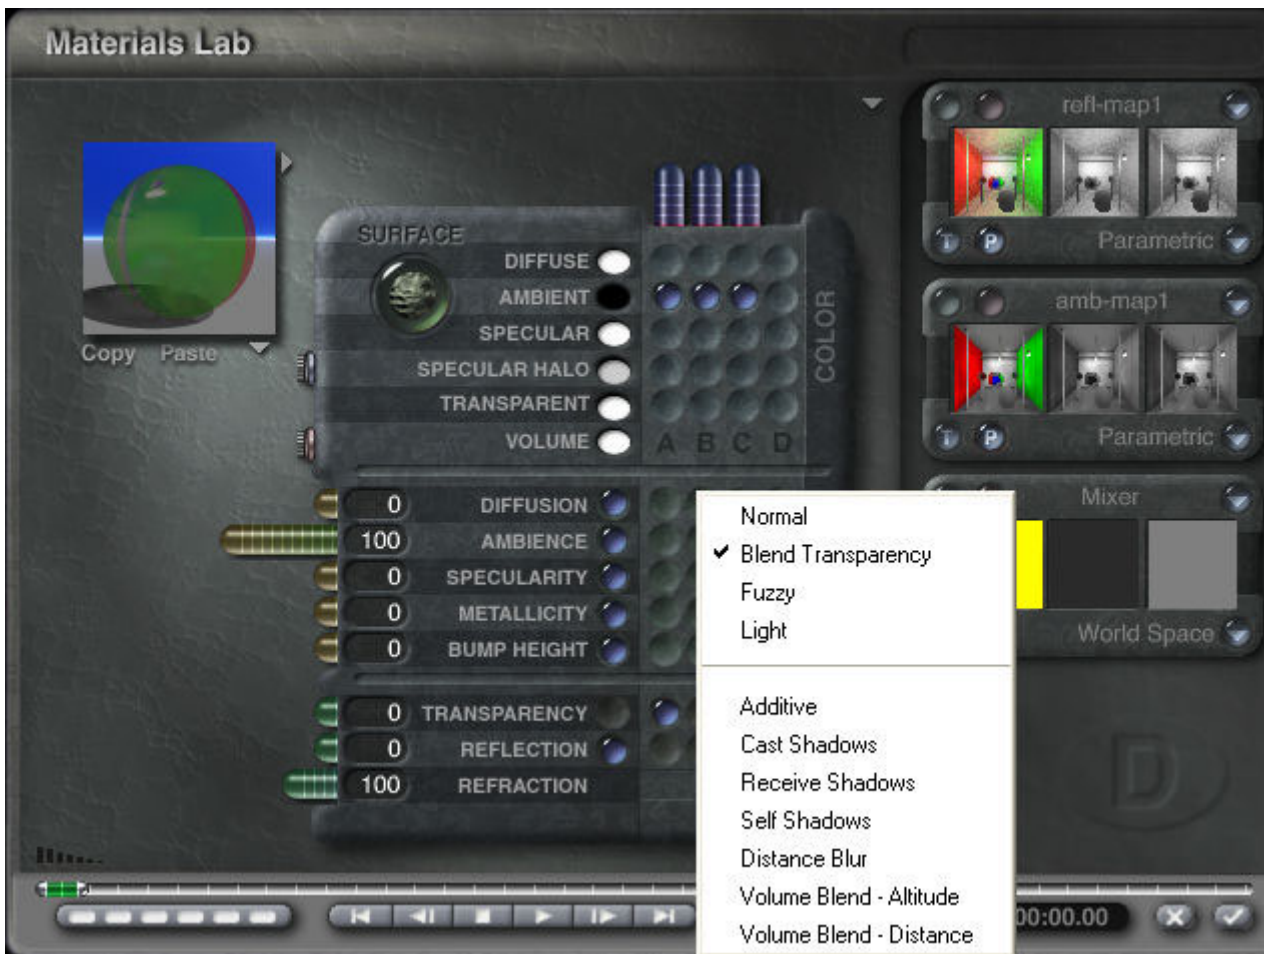 Materials Lab
refl-map1
T P Parametric
Copy Paste
SURFACE
DIFFUSE
AMBIENT
SPECULAR
SPECULAR HALO
TRANSPARENT
VOLUME
A B C D
COLOR
amb-map1
T P Parametric
0 DIFFUSION
100 AMBIENCE
0 SPECULARITY
0 METALLICITY
0 BUMP HEIGHT
0 TRANSPARENCY
0 REFLECTION
100 REFRACTION
Mixer
World Space
Normal
Blend Transparency
Fuzzy
Light
Additive
Cast Shadows
Receive Shadows
Self Shadows
Distance Blur
Volume Blend - Altitude
Volume Blend - Distance
D
00:00.00